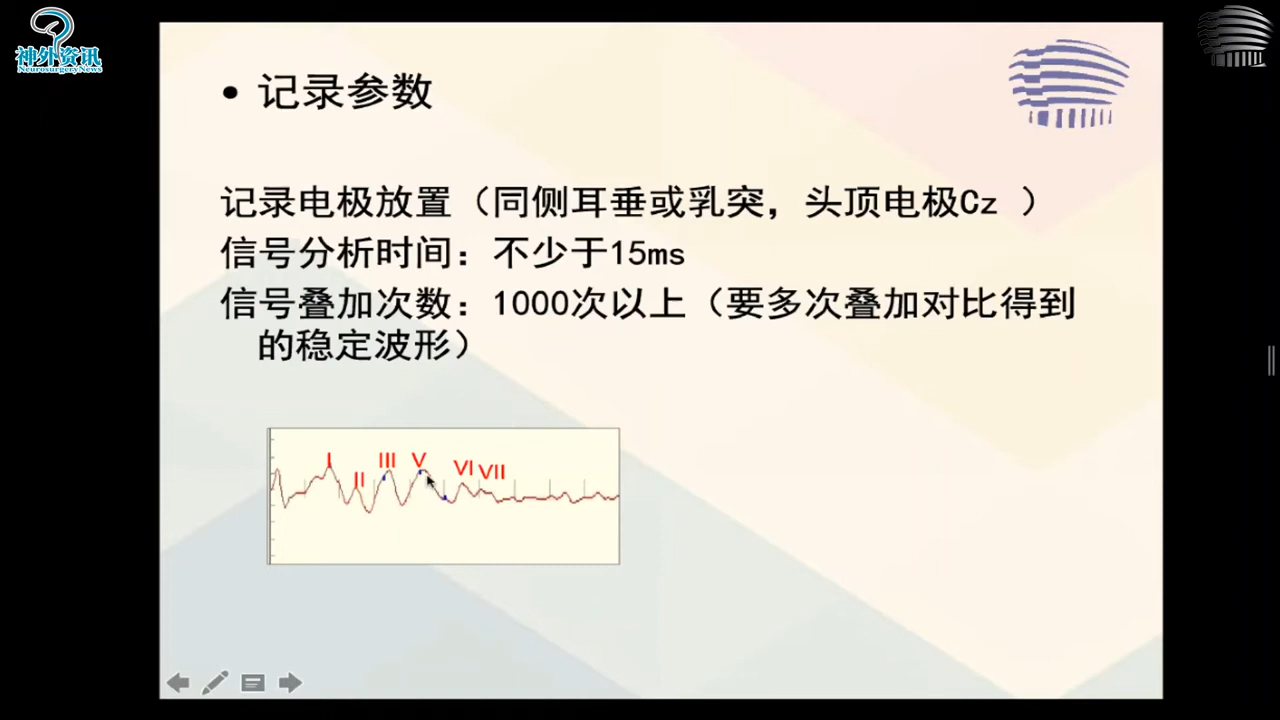 神外资讯
NeurosurgeryNews
• 记录参数
记录电极放置（同侧耳垂或乳突，头顶电极Cz ）
信号分析时间：不少于15ms
信号叠加次数：1000次以上（要多次叠加对比得到
的稳定波形）
I II III V VI VII